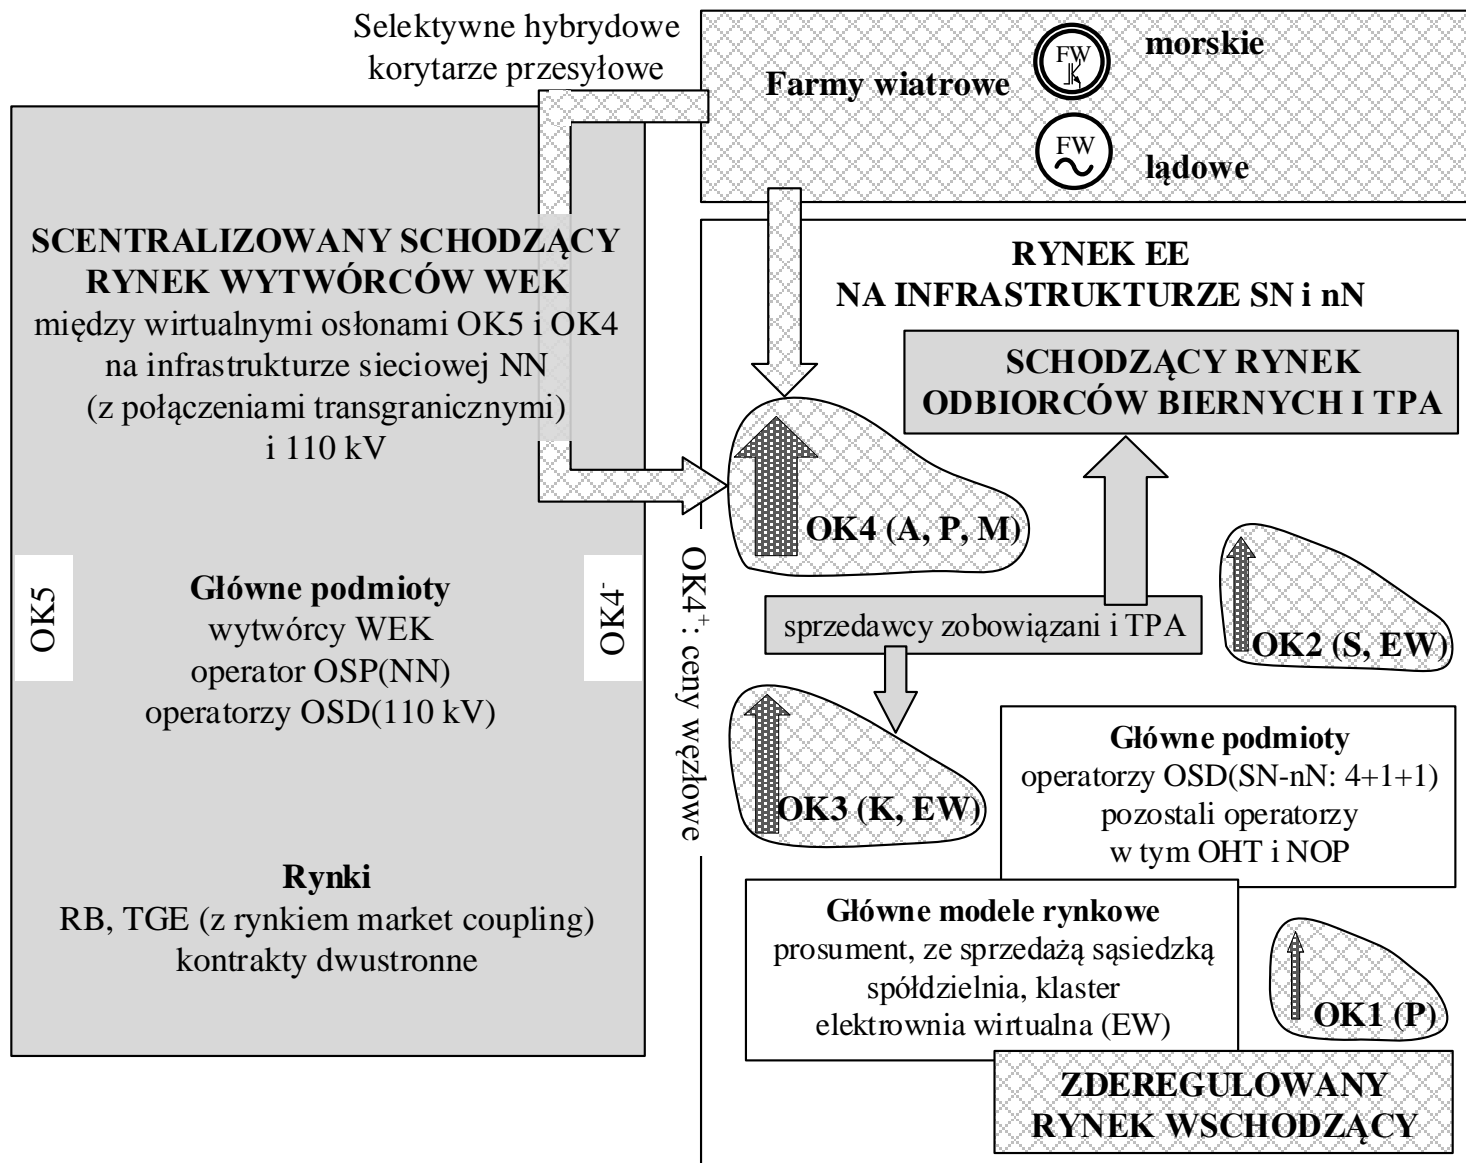 Selektywne hybrydowe
korytarze przesyłowe
Farmy wiatrowe
FW
morskie
FW
lądowe
SCENTRALIZOWANY SCHODZĄCY
RYNEK WYTWÓRCÓW WEK
między wirtualnymi osłonami OK5 i OK4
na infrastrukturze sieciowej NN
(z połączeniami transgranicznymi)
i 110 kV
OK5
OK4-
Główne podmioty
wytwórcy WEK
operator OSP(NN)
operatorzy OSD(110 kV)
Rynki
RB, TGE (z rynkiem market coupling)
kontrakty dwustronne
OK4+: ceny węzłowe
RYNEK EE
NA INFRASTRUKTURZE SN i nN
SCHODZĄCY RYNEK
ODBIORCÓW BIERNYCH I TPA
OK4 (A, P, M)
sprzedawcy zobowiązani i TPA
OK2 (S, EW)
OK3 (K, EW)
Główne podmioty
operatorzy OSD(SN-nN: 4+1+1)
pozostali operatorzy
w tym OHT i NOP
Główne modele rynkowe
prosument, ze sprzedażą sąsiedzką
spółdzielnia, klaster
elektrownia wirtualna (EW)
OK1 (P)
ZDEREGULOWANY
RYNEK WSCHODZĄCY